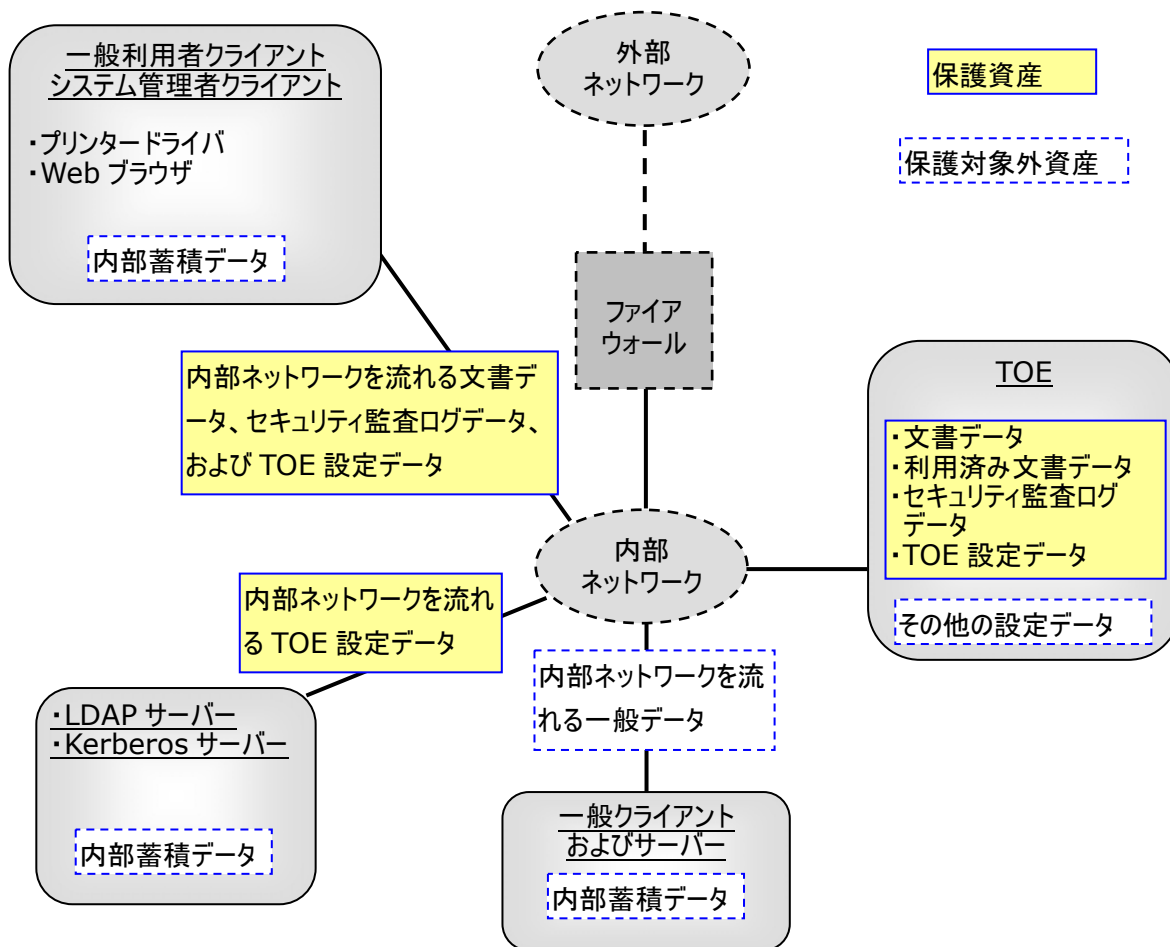 一般利用者クライアント
システム管理者クライアント
・プリンタードライバ
・Web ブラウザ
内部蓄積データ
外部
ネットワーク
保護資産
保護対象外資産
ファイア
ウォール
内部ネットワークを流れる文書デ
ータ、セキュリティ監査ログデータ、
および TOE 設定データ
TOE
・文書データ
・利用済み文書データ
・セキュリティ監査ログ
データ
・TOE 設定データ
その他の設定データ
内部
ネットワーク
内部ネットワークを流れ
る TOE 設定データ
内部ネットワークを流
れる一般データ
・LDAP サーバー
・Kerberos サーバー
内部蓄積データ
一般クライアント
およびサーバー
内部蓄積データ